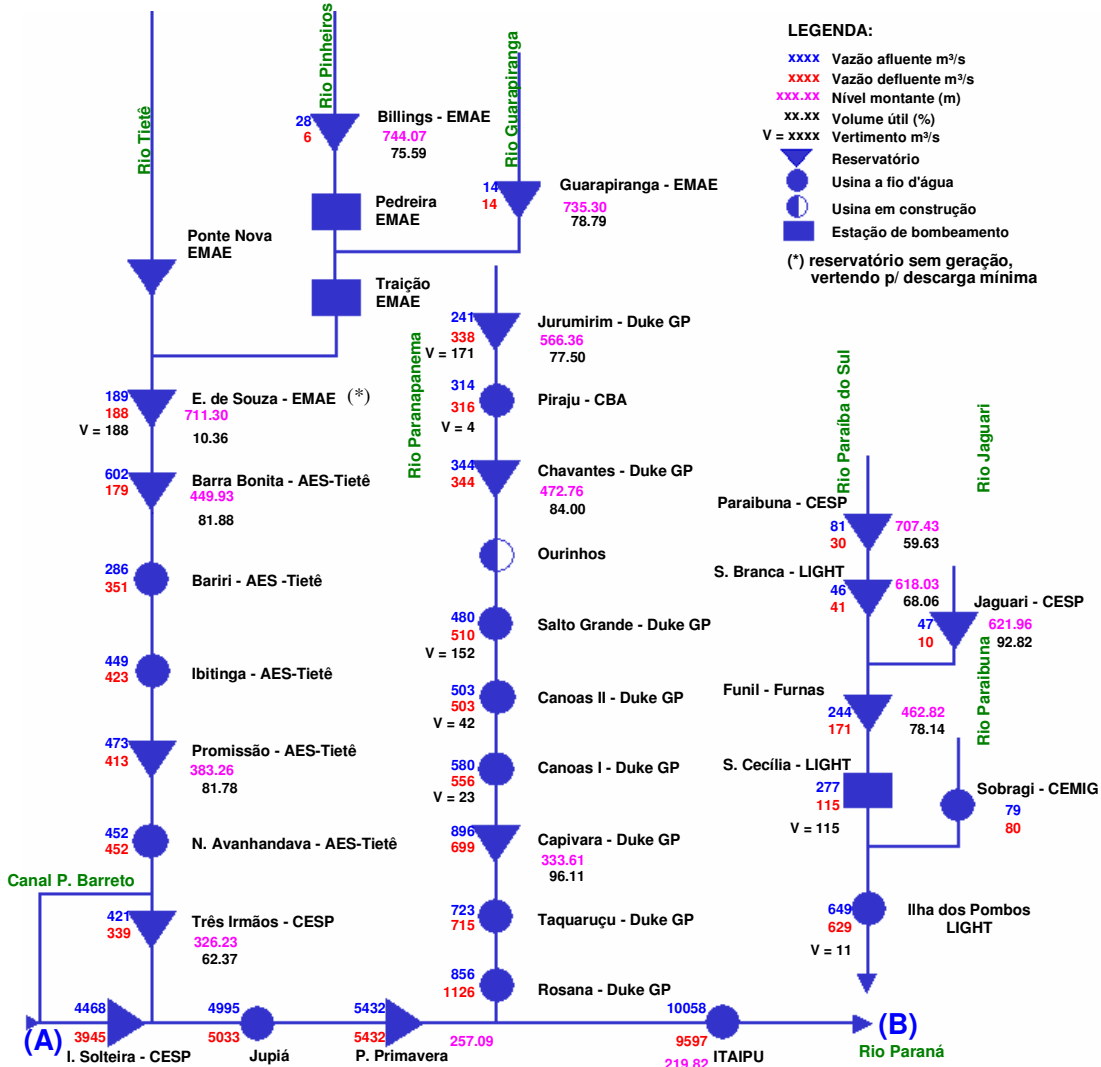 LEGENDA:
xxxx Vazão afluente m³/s
xxxx Vazão defluente m³/s
xxx.xx Nível montante (m)
xx.xx Volume útil (%)
V = xxxx Vertimento m³/s
Reservatório
Usina a fio d'água
Usina em construção
Estação de bombeamento
(*) reservatório sem geração,
vertendo p/ descarga mínima
Rio Tietê
Rio Pinheiros
Rio Guarapiranga
Billings - EMAE
28
6
744.07
75.59
Pedreira
EMAE
14
14
Guarapiranga - EMAE
735.30
78.79
Ponte Nova
EMAE
Traição
EMAE
189
188
V = 188
E. de Souza - EMAE (*)
711.30
10.36
602
179
Barra Bonita - AES-Tietê
449.93
81.88
286
351
Bariri - AES -Tietê
449
423
Ibitinga - AES-Tietê
473
413
Promissão - AES-Tietê
383.26
81.78
452
452
N. Avanhandava - AES-Tietê
Canal P. Barreto
421
339
Três Irmãos - CESP
326.23
62.37
Rio Paranapanema
241
338
V = 171
Jurumirim - Duke GP
566.36
77.50
314
316
V = 4
Piraju - CBA
344
344
Chavantes - Duke GP
472.76
84.00
Ourinhos
480
510
V = 152
Salto Grande - Duke GP
503
503
V = 42
Canoas II - Duke GP
580
556
V = 23
Canoas I - Duke GP
896
699
Capivara - Duke GP
333.61
96.11
723
715
Taquaruçu - Duke GP
856
1126
Rosana - Duke GP
Rio Paraíba do Sul
Rio Jaguari
Paraibuna - CESP
81
30
707.43
59.63
S. Branca - LIGHT
46
41
618.03
68.06
Jaguari - CESP
47
10
621.96
92.82
Rio Paraibuna
Funil - Furnas
244
171
462.82
78.14
S. Cecília - LIGHT
277
115
V = 115
Sobragi - CEMIG
79
80
649
629
V = 11
Ilha dos Pombos
LIGHT
(A)
4468
3945
I. Solteira - CESP
4995
5033
Jupiá
5432
5432
P. Primavera
257.09
10058
9597
ITAIPU
219.82
(B)
Rio Paraná